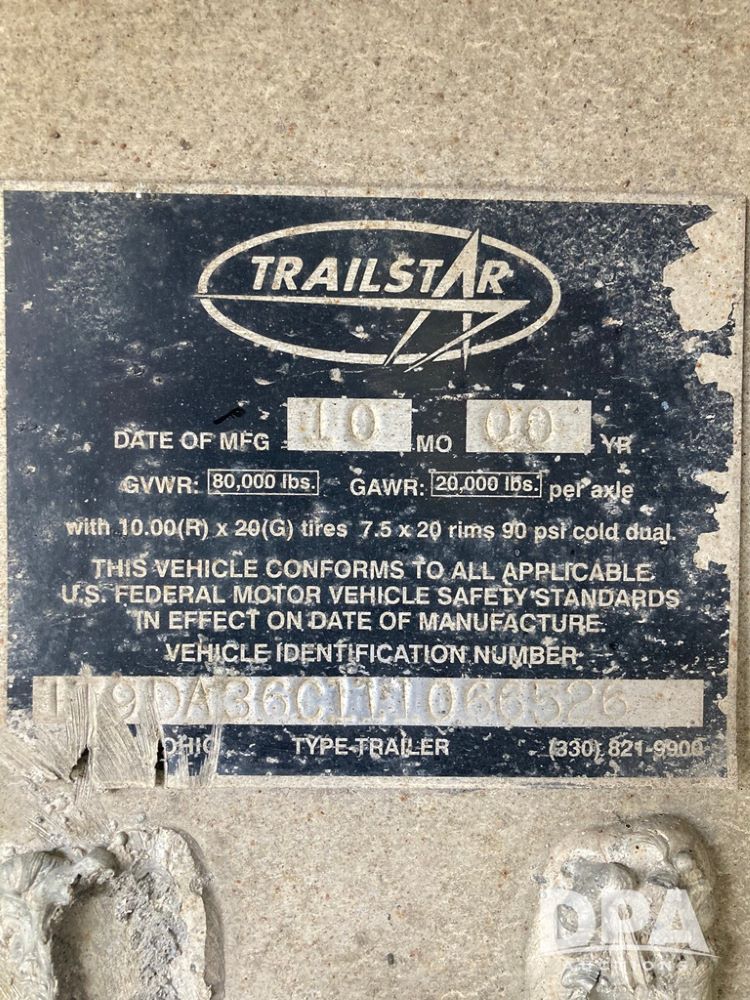 TRAILSTAR
DATE OF MFG 10 MO 00 YR
GVWR: 80,000 lbs. GAWR: 20,000 lbs. per axle
with 10.00(R) x 20(G) tires 7.5 x 20 rims 90 psi cold dual.
THIS VEHICLE CONFORMS TO ALL APPLICABLE
U.S. FEDERAL MOTOR VEHICLE SAFETY STANDARDS
IN EFFECT ON DATE OF MANUFACTURE.
VEHICLE IDENTIFICATION NUMBER
OHIO TYPE-TRAILER (330) 821-9900
DPA
AUCTIONS